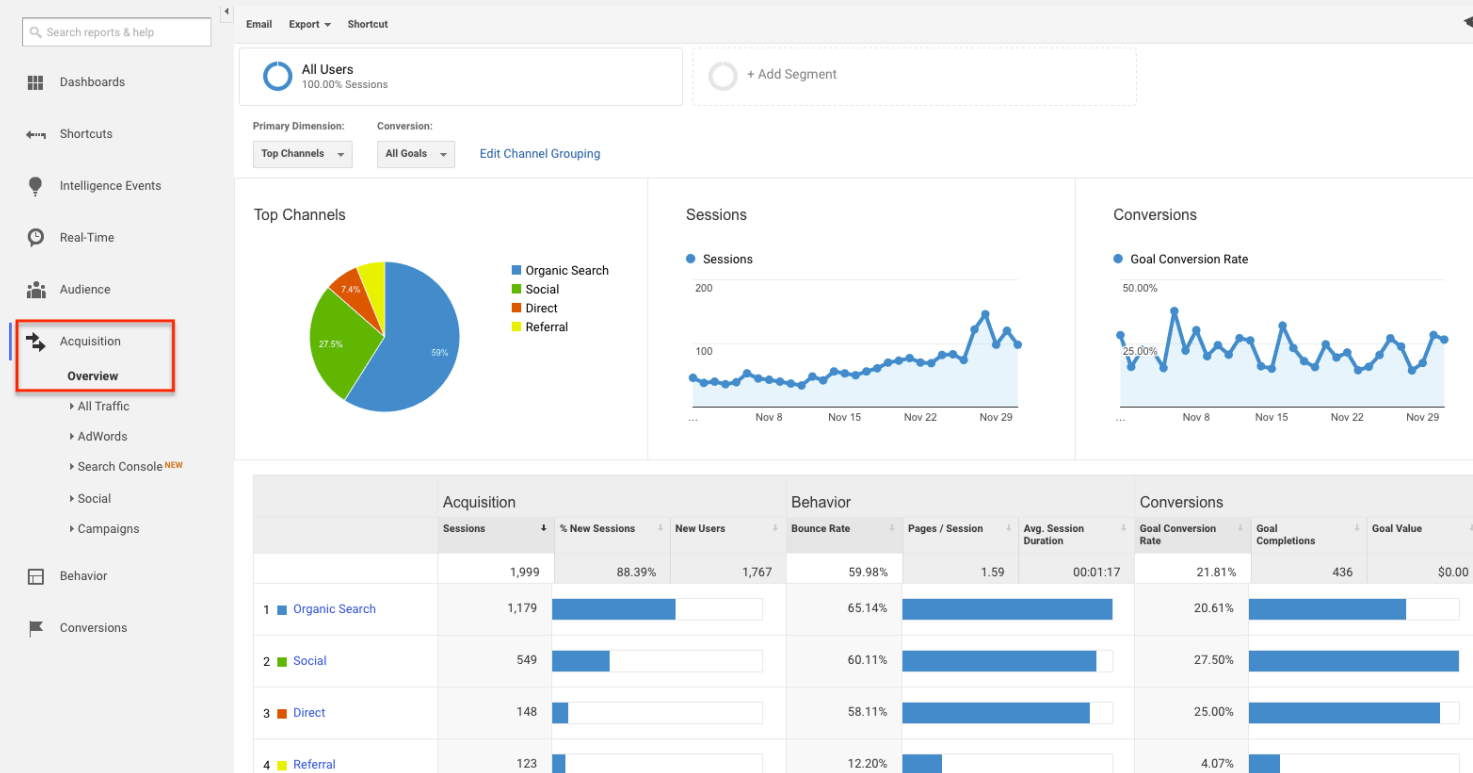 Search reports & help
Dashboards
Shortcuts
Intelligence Events
Real-Time
Audience
Acquisition
Overview
All Traffic
AdWords
Search Console NEW
Social
Campaigns
Behavior
Conversions
Email Export Shortcut
All Users
100.00% Sessions
+ Add Segment
Primary Dimension: Conversion:
Top Channels All Goals Edit Channel Grouping
Top Channels
7.4%
27.5%
59%
Organic Search
Social
Direct
Referral
Sessions
Sessions
200
100
... Nov 8 Nov 15 Nov 22 Nov 29
Conversions
Goal Conversion Rate
50.00%
25.00%
... Nov 8 Nov 15 Nov 22 Nov 29
Acquisition Behavior Conversions
Sessions % New Sessions New Users Bounce Rate Pages / Session Avg. Session Goal Conversion Goal Goal Value
Duration Rate Completions
1,999 88.39% 1,767 59.98% 1.59 00:01:17 21.81% 436 $0.00
1 Organic Search 1,179 65.14% 20.61%
2 Social 549 60.11% 27.50%
3 Direct 148 58.11% 25.00%
4 Referral 123 12.20% 4.07%